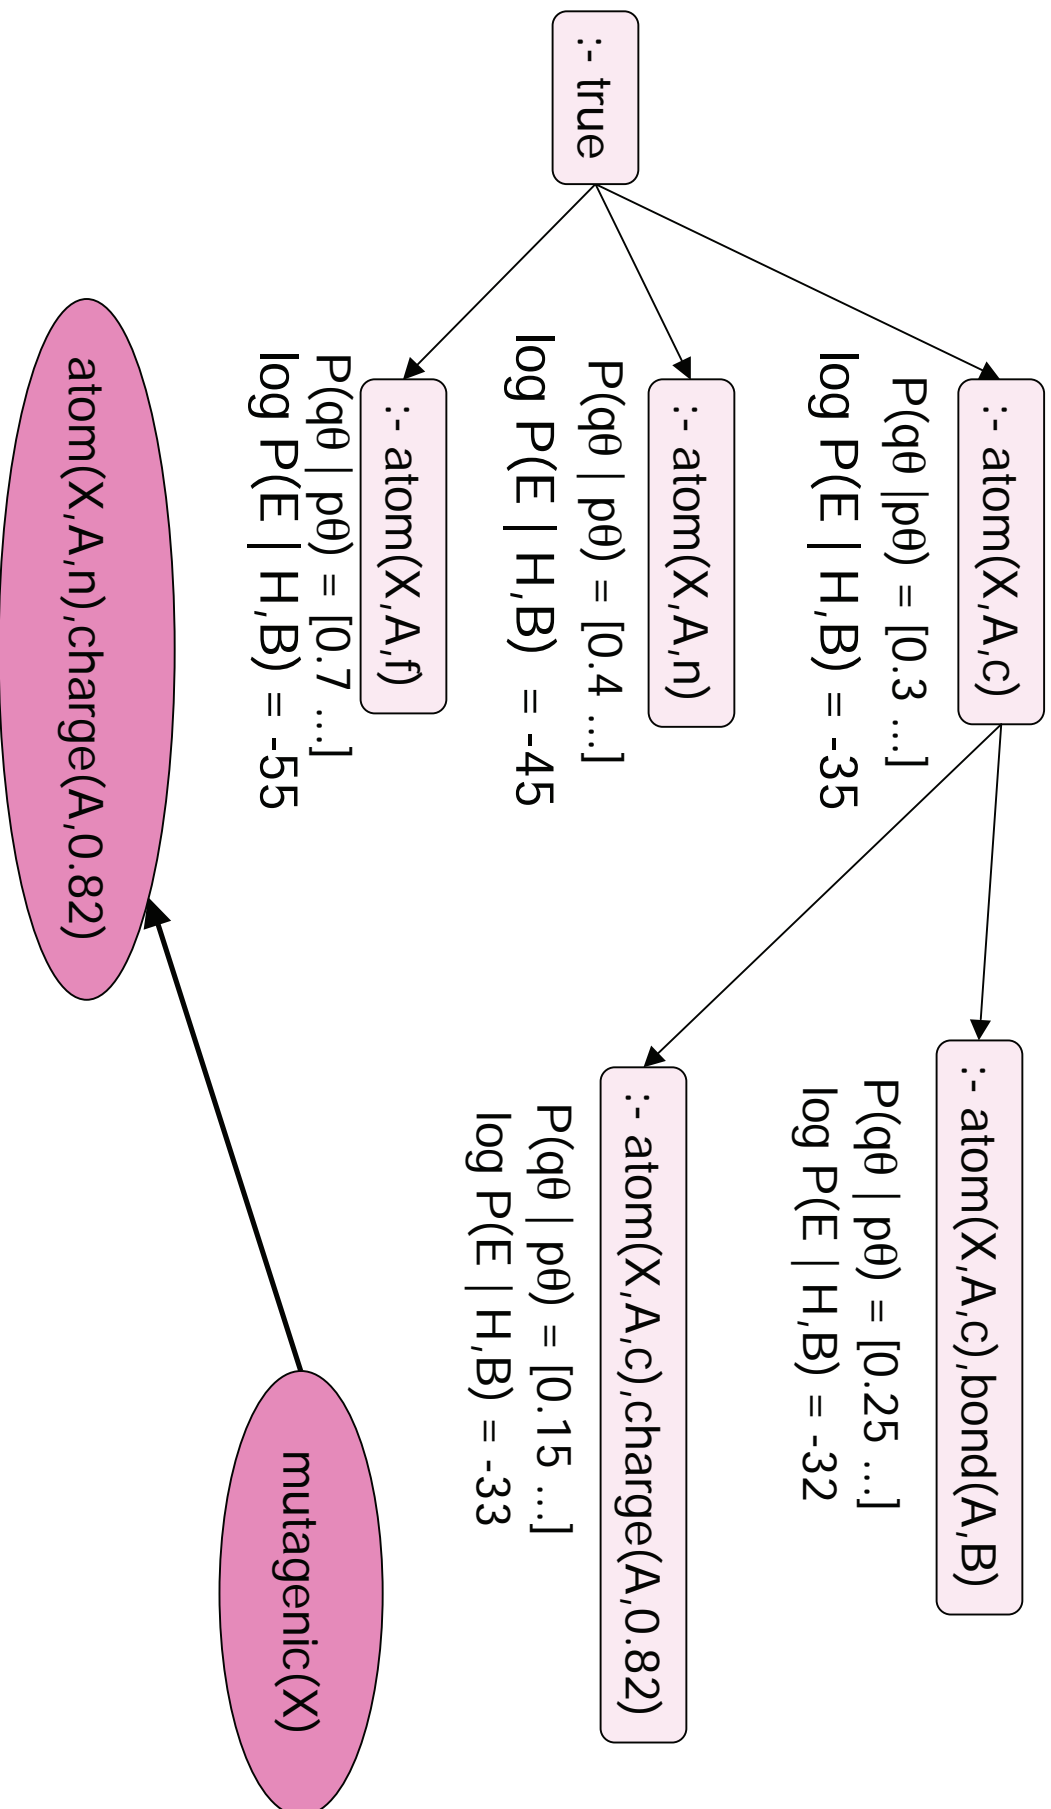 :- true
:- atom(X,A,c)
P(qθ |pθ) = [0.3 ...]
log P(E | H,B) = -35
:- atom(X,A,n)
P(qθ | pθ) = [0.4 ...]
log P(E | H,B) = -45
:- atom(X,A,f)
P(qθ | pθ) = [0.7 ...]
log P(E | H,B) = -55
:- atom(X,A,c),bond(A,B)
P(qθ | pθ) = [0.25 ...]
log P(E | H,B) = -32
:- atom(X,A,c),charge(A,0.82)
P(qθ | pθ) = [0.15 ...]
log P(E | H,B) = -33
mutagenic(X)
atom(X,A,n),charge(A,0.82)